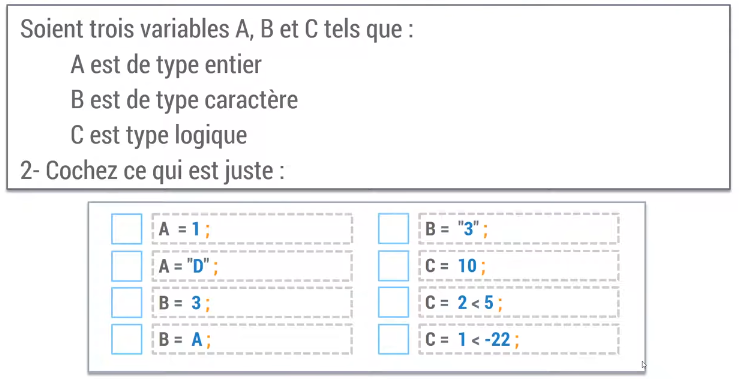 Soient trois variables A, B et C tels que :
A est de type entier
B est de type caractère
C est type logique
2- Cochez ce qui est juste :
A = 1 ;
A = "D" ;
B = 3 ;
B = A ;
B = "3" ;
C = 10 ;
C = 2 < 5 ;
C = 1 < -22 ;